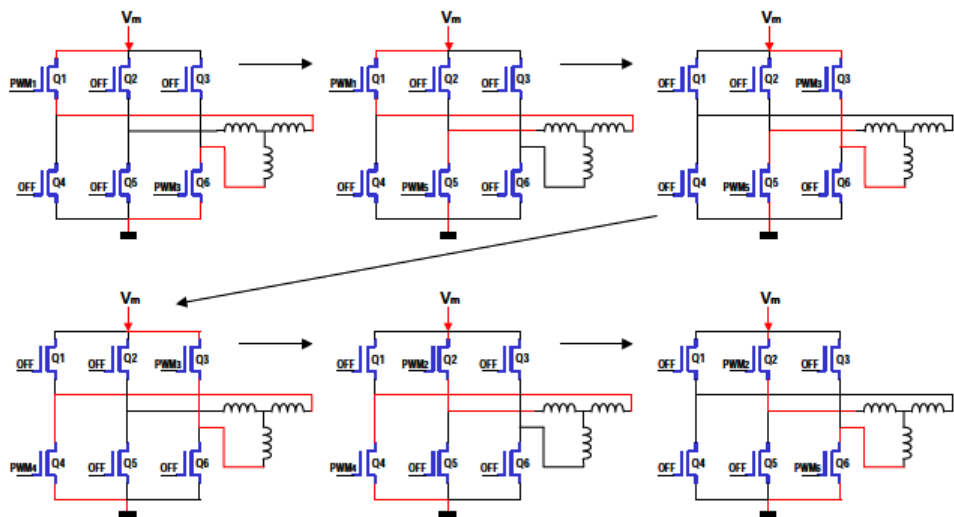 Vm
PWM1 Q1 OFF Q2 OFF Q3
OFF Q4 OFF Q5 PWM3 Q6
Vm
PWM1 Q1 OFF Q2 OFF Q3
OFF Q4 PWM5 Q5 OFF Q6
Vm
OFF Q1 OFF Q2 PWM3 Q3
OFF Q4 PWM5 Q5 OFF Q6
Vm
OFF Q1 OFF Q2 PWM3 Q3
PWM4 Q4 OFF Q5 OFF Q6
Vm
OFF Q1 PWM2 Q2 OFF Q3
PWM4 Q4 OFF Q5 OFF Q6
Vm
OFF Q1 PWM2 Q2 OFF Q3
OFF Q4 OFF Q5 PWM6 Q6